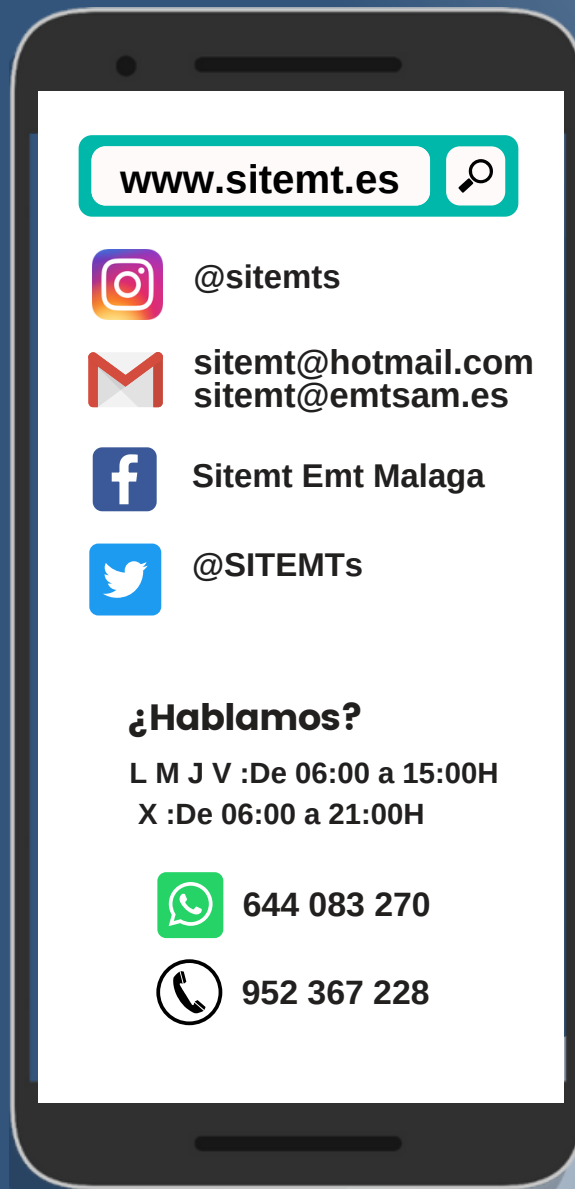 www.sitemt.es
@sitemts
sitemt@hotmail.com
sitemt@emtsam.es
Sitemt Emt Malaga
@SITEMTs
¿Hablamos?
L M J V :De 06:00 a 15:00H
X :De 06:00 a 21:00H
644 083 270
952 367 228